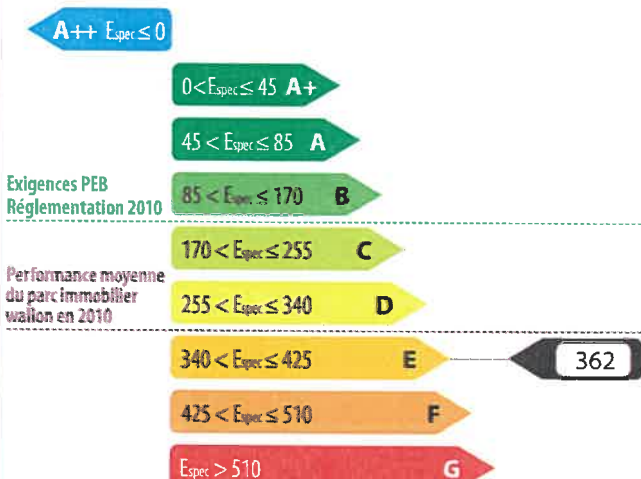 A++ Espec ≤ 0
0 < Espec ≤ 45 A+
45 < Espec ≤ 85 A
Exigences PEB
Réglementation 2010
85 < Espec ≤ 170 B
170 < Espec ≤ 255 C
Performance moyenne
du parc immobilier
wallon en 2010
255 < Espec ≤ 340 D
340 < Espec ≤ 425 E
362
425 < Espec ≤ 510 F
Espec > 510 G